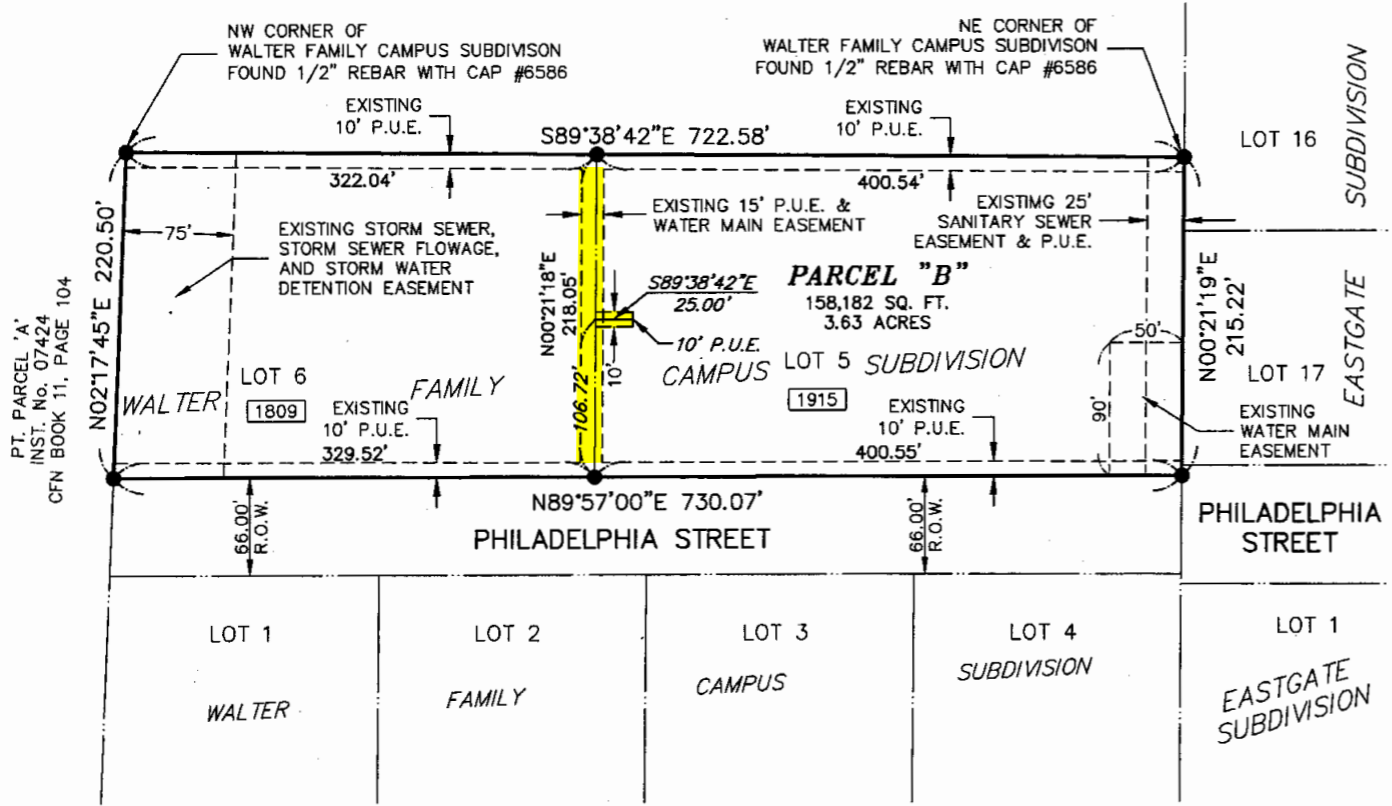 NW CORNER OF
WALTER FAMILY CAMPUS SUBDIVISON
FOUND 1/2" REBAR WITH CAP #6586
NE CORNER OF
WALTER FAMILY CAMPUS SUBDIVISON
FOUND 1/2" REBAR WITH CAP #6586
EXISTING
10' P.U.E.
S89°38'42"E 722.58'
EXISTING
10' P.U.E.
LOT 16
SUBDIVISION
322.04'
400.54'
75'
EXISTING STORM SEWER,
STORM SEWER FLOWAGE,
AND STORM WATER
DETENTION EASEMENT
EXISTING 15' P.U.E. &
WATER MAIN EASEMENT
EXISTIMG 25'
SANITARY SEWER
EASEMENT & P.U.E.
PT. PARCEL 'A'
INST. No. 07424
CFN BOOK 11, PAGE 104
N02°17'45"E 220.50'
N00°21'18"E
218.05'
S89°38'42"E
25.00'
PARCEL "B"
158,182 SQ. FT.
3.63 ACRES
10' P.U.E.
10'
106.72'
N00°21'19"E
215.22'
50'
90'
LOT 6
1809
LOT 5
1915
WALTER
FAMILY
CAMPUS
SUBDIVISION
LOT 17
EASTGATE
EXISTING
10' P.U.E.
329.52'
EXISTING
10' P.U.E.
400.55'
EXISTING
WATER MAIN
EASEMENT
N89°57'00"E 730.07'
66.00'
R.O.W.
PHILADELPHIA STREET
66.00'
R.O.W.
PHILADELPHIA
STREET
LOT 1
LOT 2
LOT 3
LOT 4
LOT 1
WALTER
FAMILY
CAMPUS
SUBDIVISION
EASTGATE
SUBDIVISION